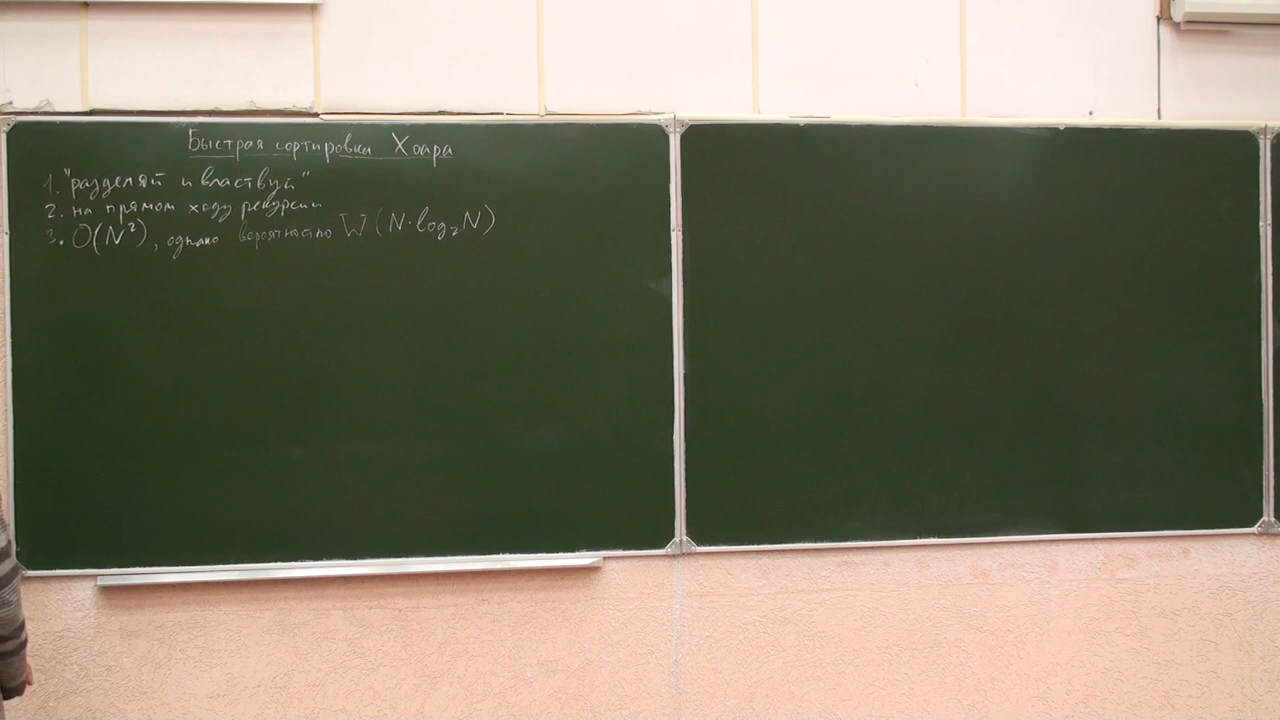 Быстрая сортировка Хоара
1. "разделяй и властвуй"
2. на прямом ходу рекурсии
3. O(N²), однако вероятностно W(N·log₂N)